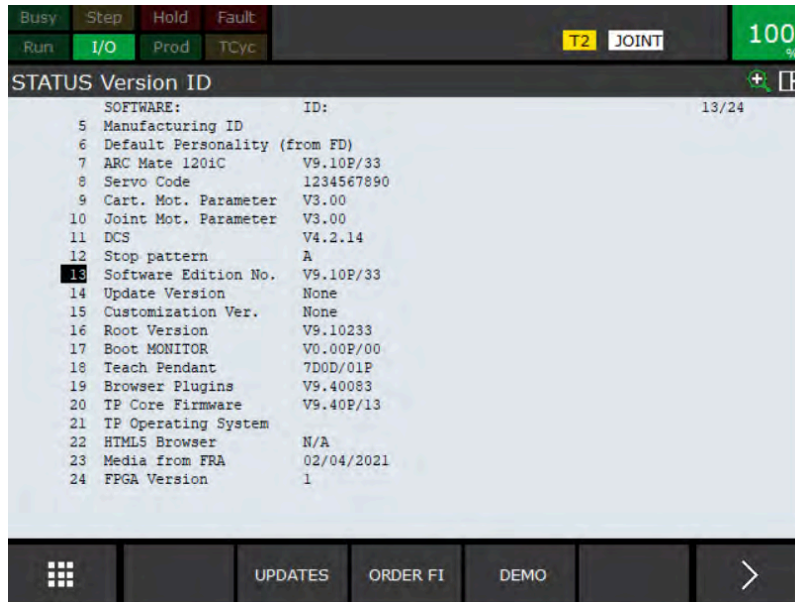 Busy Step Hold Fault
Run I/O Prod TCyc
T2 JOINT
100
%
STATUS Version ID
SOFTWARE: ID: 13/24
5 Manufacturing ID
6 Default Personality (from FD)
7 ARC Mate 120iC V9.10P/33
8 Servo Code 1234567890
9 Cart. Mot. Parameter V3.00
10 Joint Mot. Parameter V3.00
11 DCS V4.2.14
12 Stop pattern A
13 Software Edition No. V9.10P/33
14 Update Version None
15 Customization Ver. None
16 Root Version V9.10233
17 Boot MONITOR V0.00P/00
18 Teach Pendant 7D0D/01P
19 Browser Plugins V9.40083
20 TP Core Firmware V9.40P/13
21 TP Operating System
22 HTML5 Browser N/A
23 Media from FRA 02/04/2021
24 FPGA Version 1
UPDATES ORDER FI DEMO